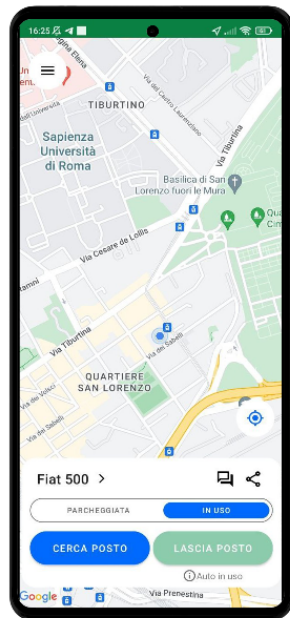 16:25
Regina Elena
TIBURTINO
Via del Castro Laurenziano
Sapienza
Università
di Roma
Via Tiburtina
Basilica di San
Lorenzo fuori le Mura
Via Cesare de Lollis
Via Tiburtina
Via dei Sabelli
QUARTIERE
SAN LORENZO
Via dei Volsci
Via dei Sabelli
Fiat 500 >
PARCHEGGIATA
IN USO
CERCA POSTO
LASCIA POSTO
Auto in uso
Google
Via Prenestina